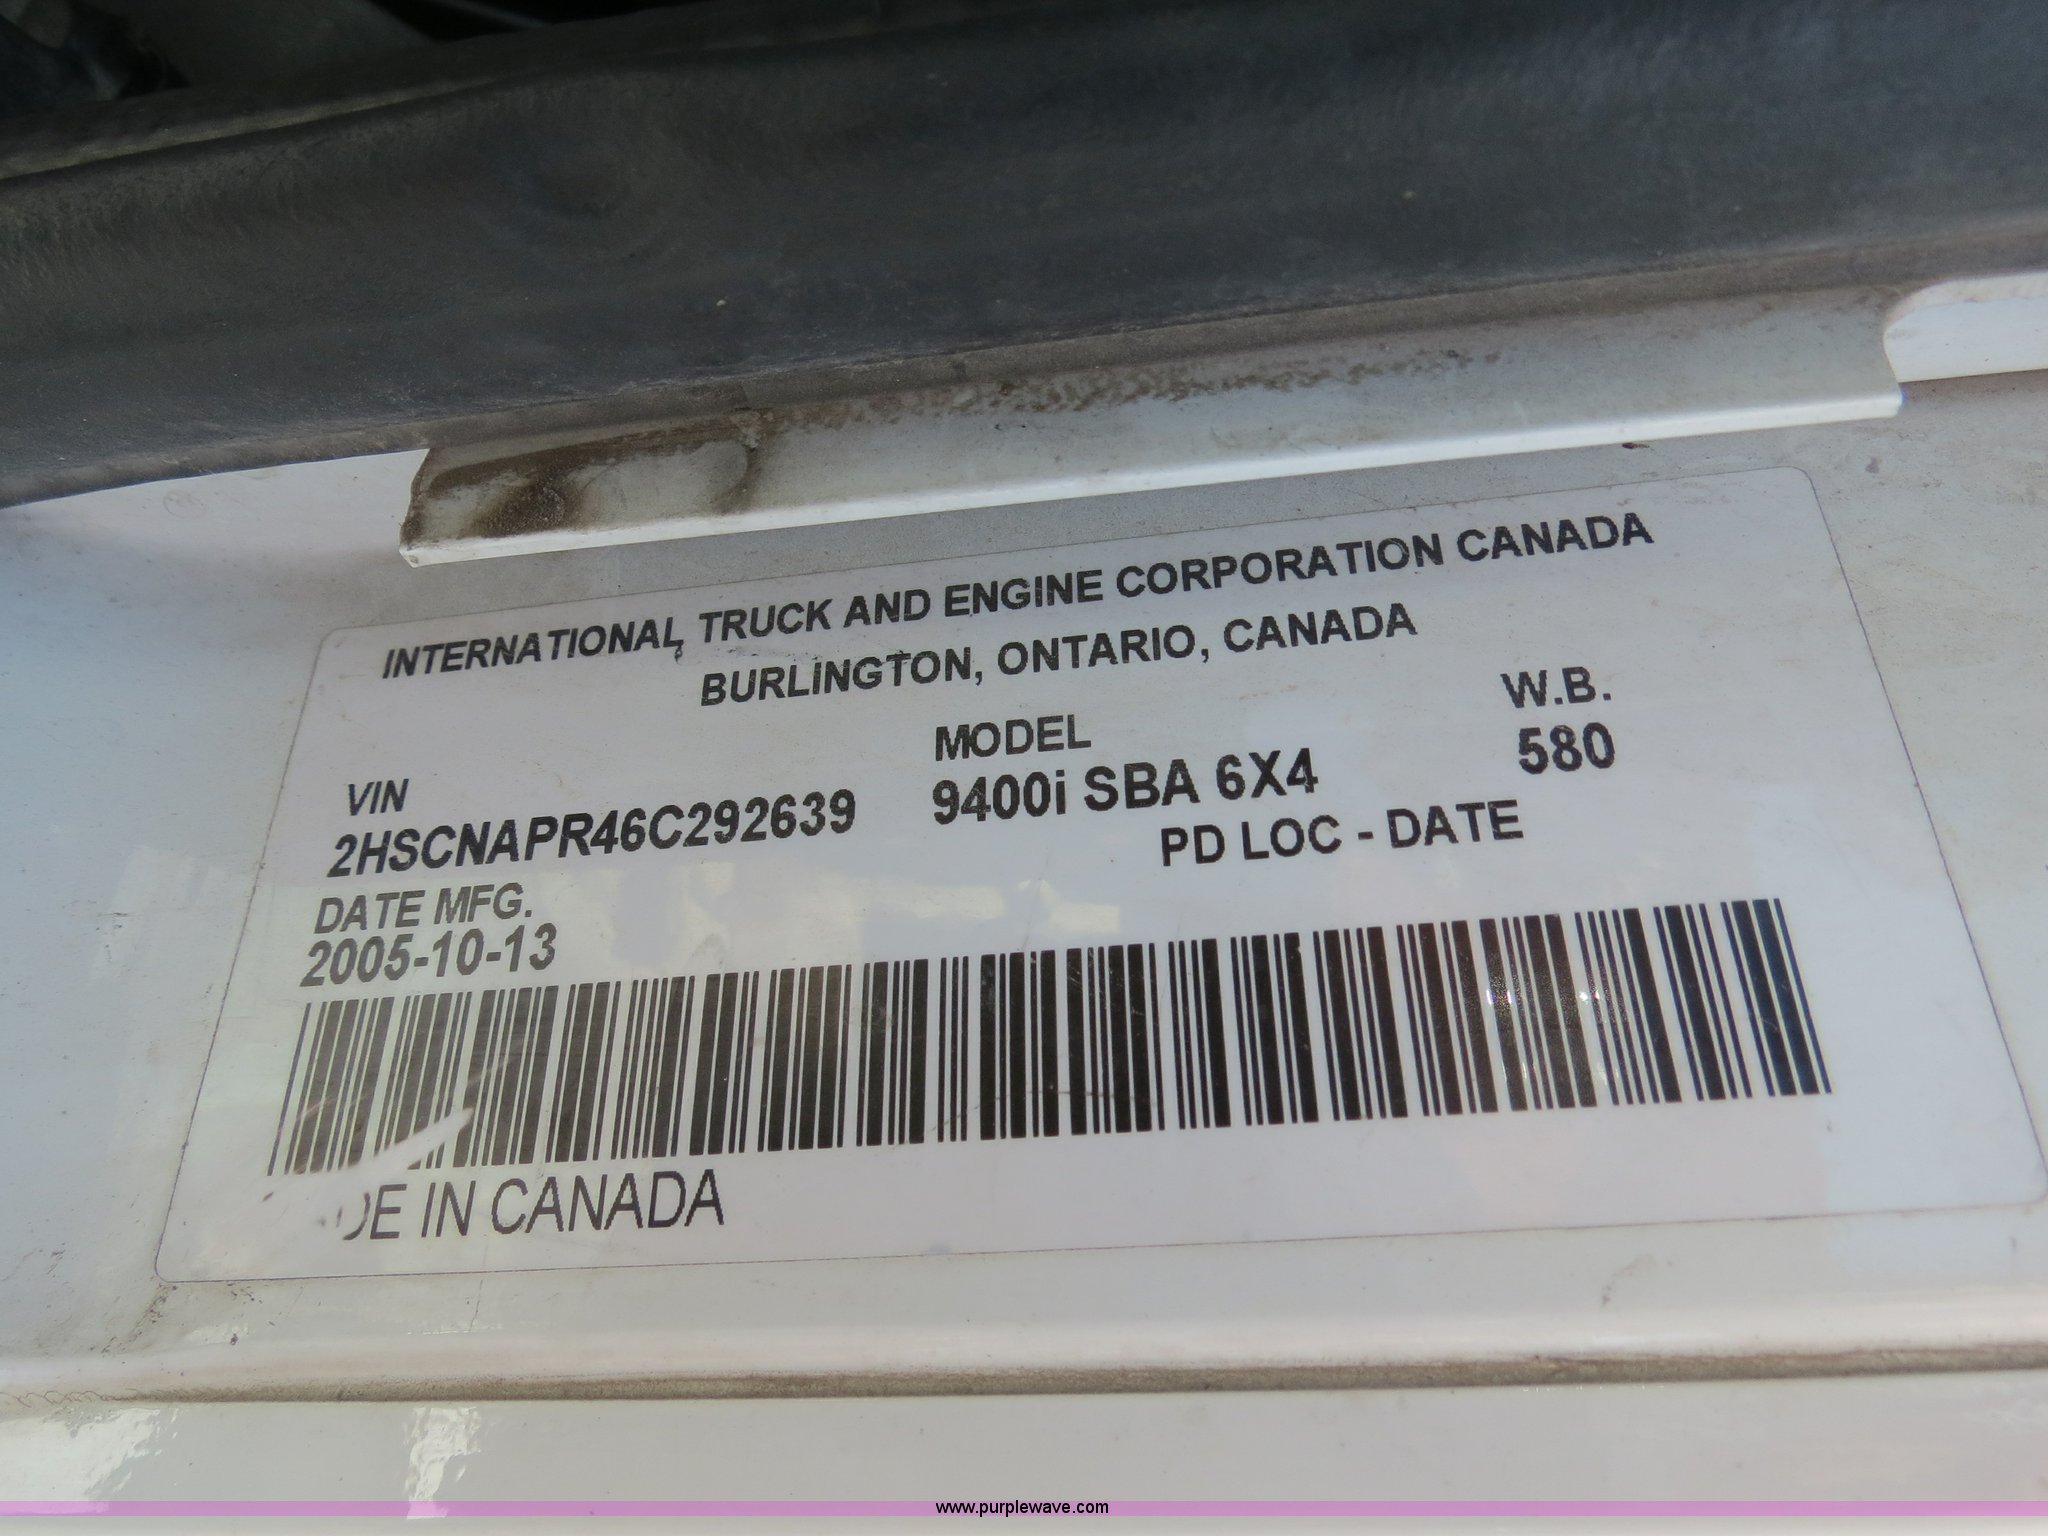 INTERNATIONAL TRUCK AND ENGINE CORPORATION CANADA
BURLINGTON, ONTARIO, CANADA
VIN MODEL W.B.
2HSCNAPR46C292639 9400i SBA 6X4 580
DATE MFG. PD LOC - DATE
2005-10-13
DE IN CANADA
www.purplewave.com